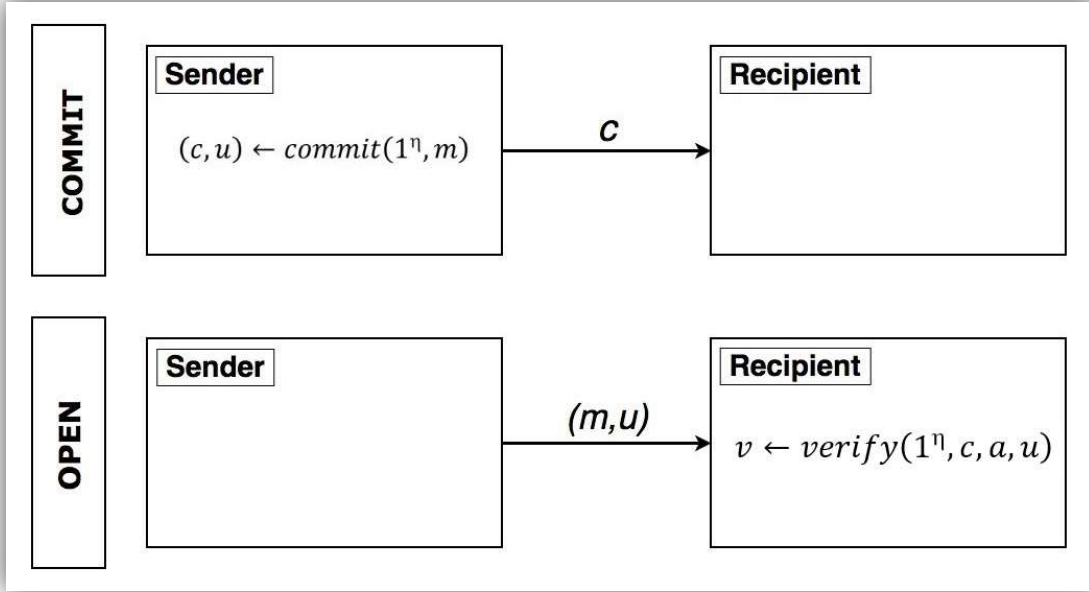 COMMIT
Sender
(c, u) ← commit(1^η, m)
c
Recipient
OPEN
Sender
(m,u)
Recipient
v ← verify(1^η, c, a, u)